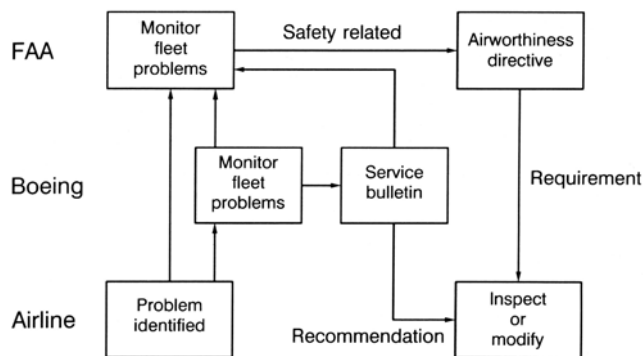 FAA
Monitor
fleet
problems
Safety related
Airworthiness
directive
Boeing
Monitor
fleet
problems
Service
bulletin
Requirement
Airline
Problem
identified
Recommendation
Inspect
or
modify